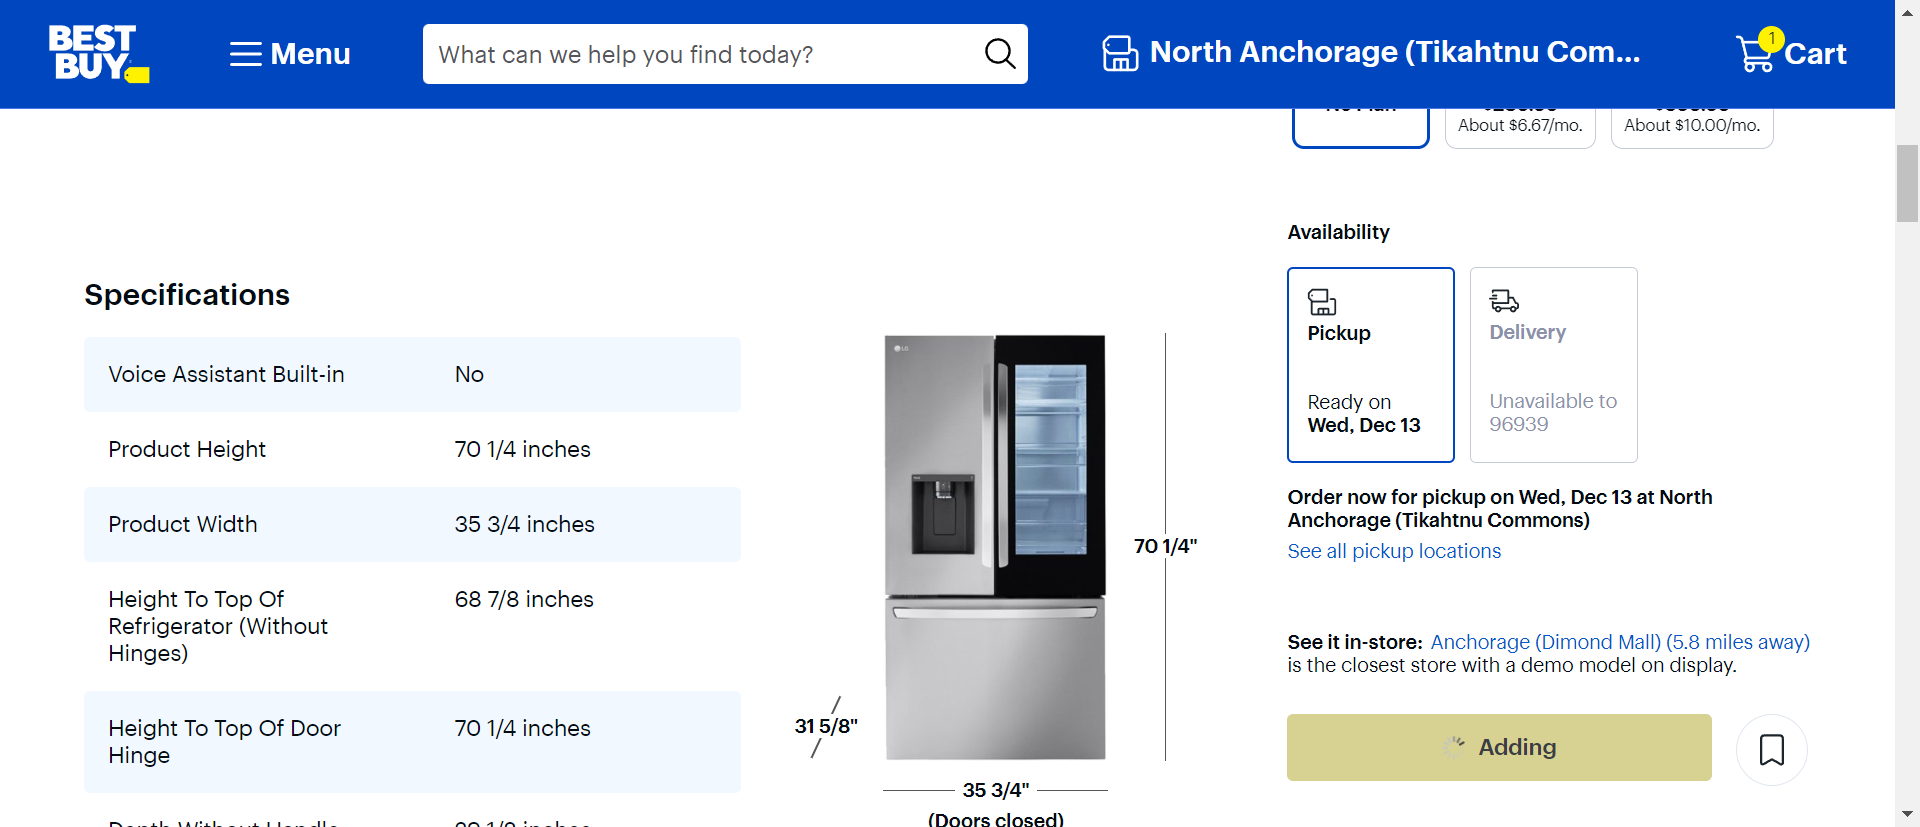 BEST
BUY
Menu
What can we help you find today?
North Anchorage (Tikahtnu Com...
1
Cart
About $6.67/mo.
About $10.00/mo.
Availability
Pickup
Ready on
Wed, Dec 13
Delivery
Unavailable to
96939
Order now for pickup on Wed, Dec 13 at North
Anchorage (Tikahtnu Commons)
See all pickup locations
See it in-store: Anchorage (Dimond Mall) (5.8 miles away)
is the closest store with a demo model on display.
Adding
Specifications
Voice Assistant Built-in No
Product Height 70 1/4 inches
Product Width 35 3/4 inches
Height To Top Of 68 7/8 inches
Refrigerator (Without
Hinges)
Height To Top Of Door 70 1/4 inches
Hinge
LG
70 1/4"
31 5/8"
35 3/4"
(Doors closed)